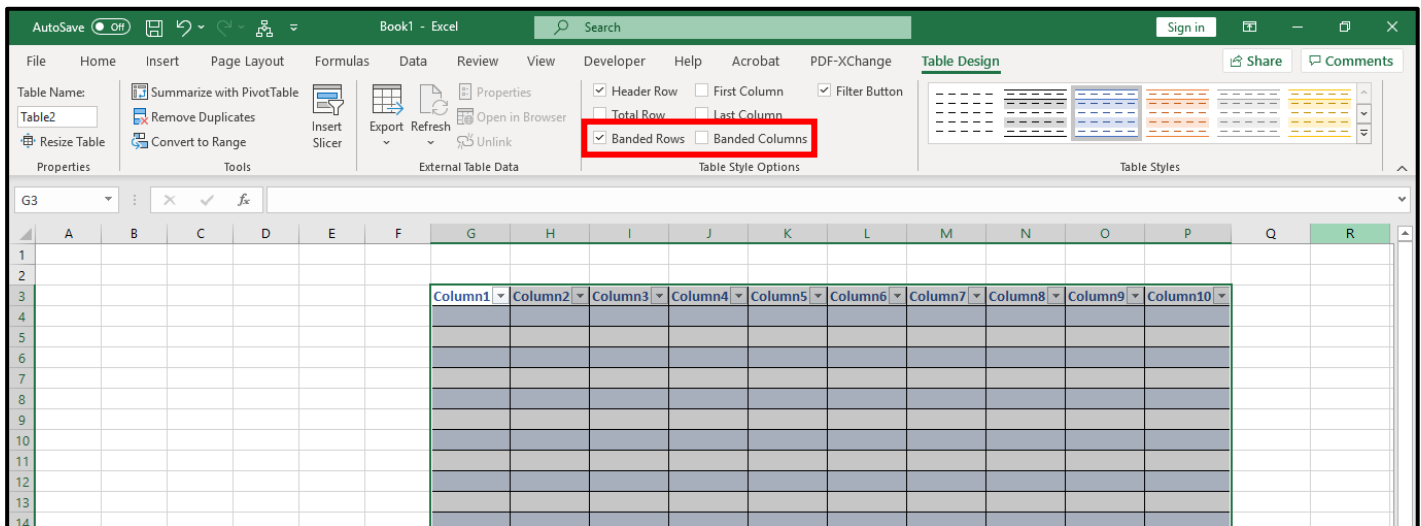 AutoSave Off Book1 - Excel Search Sign in
File Home Insert Page Layout Formulas Data Review View Developer Help Acrobat PDF-XChange Table Design Share Comments
Table Name:
Table2
Resize Table
Properties
Summarize with PivotTable
Remove Duplicates
Convert to Range
Insert
Slicer
Tools
Export Refresh
Properties
Open in Browser
Unlink
External Table Data
Header Row First Column Filter Button
Total Row Last Column
Banded Rows Banded Columns
Table Style Options
Table Styles
G3 fx
A B C D E F G H I J K L M N O P Q R
1
2
3 Column1 Column2 Column3 Column4 Column5 Column6 Column7 Column8 Column9 Column10
4
5
6
7
8
9
10
11
12
13
14